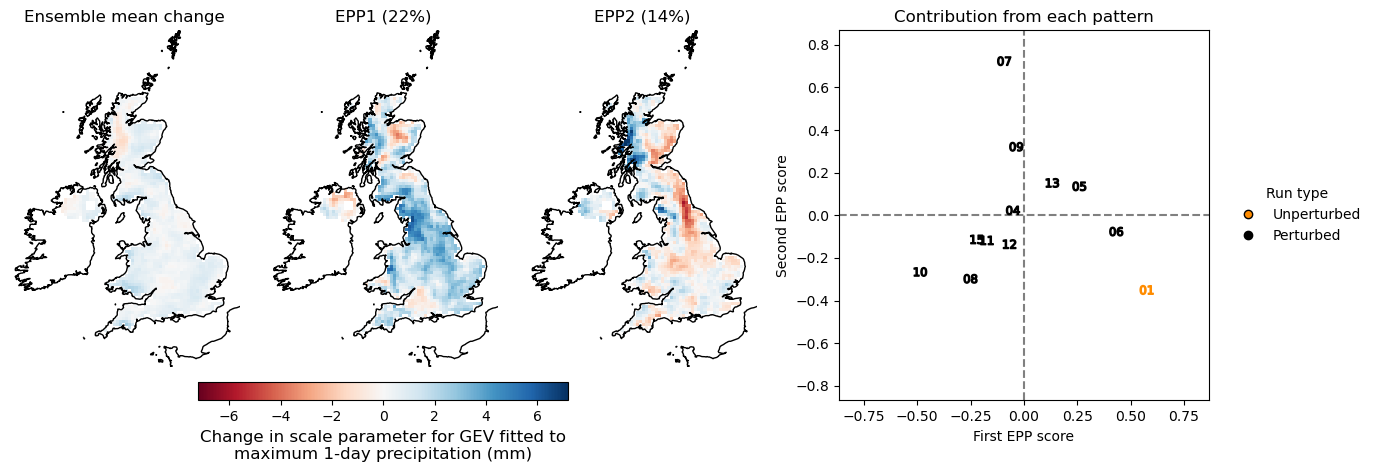 Ensemble mean change
EPP1 (22%)
EPP2 (14%)
Contribution from each pattern
−6 −4 −2 0 2 4 6
Change in scale parameter for GEV fitted to
maximum 1-day precipitation (mm)
Second EPP score
0.8
0.6
0.4
0.2
0.0
−0.2
−0.4
−0.6
−0.8
07
09
13
05
04
06
15
11
12
10
08
01
−0.75 −0.50 −0.25 0.00 0.25 0.50 0.75
First EPP score
Run type
Unperturbed
Perturbed